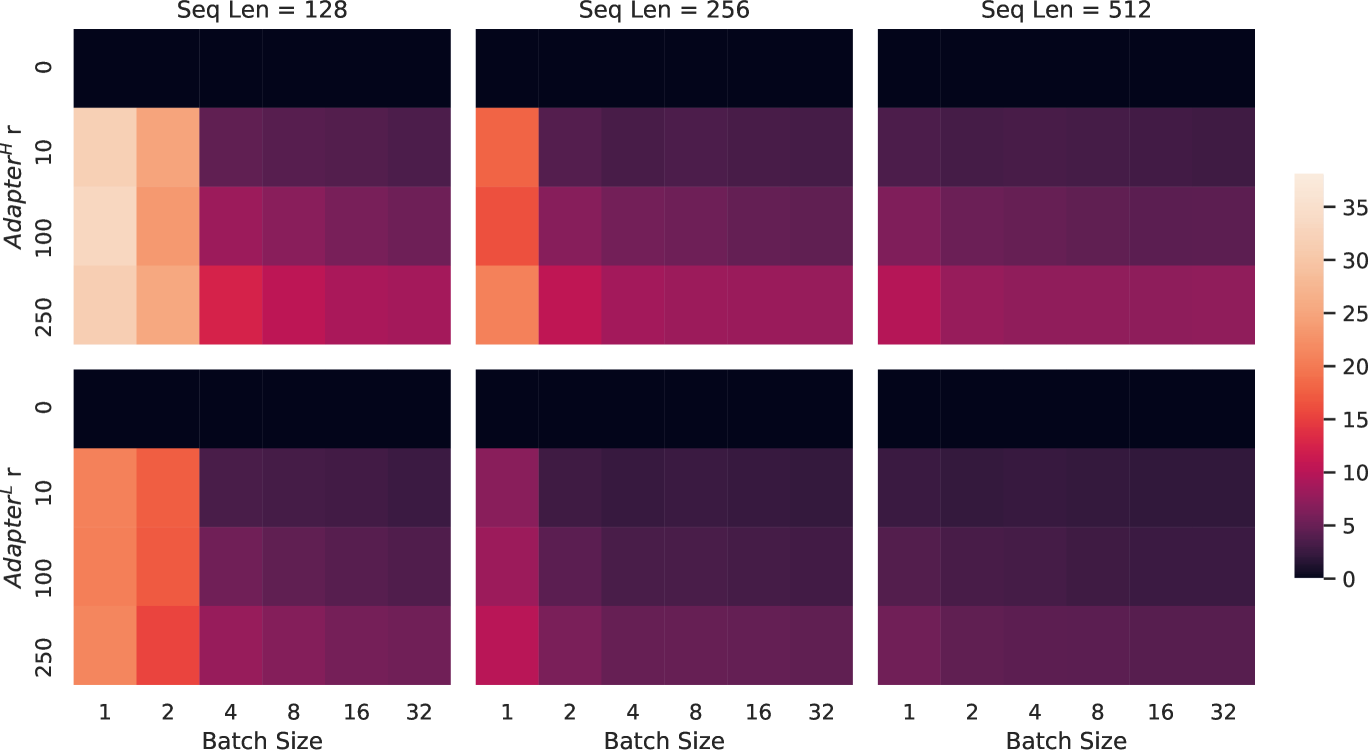 Seq Len = 128
Seq Len = 256
Seq Len = 512
Adapter^H r
0
10
100
250
Adapter^L r
0
10
100
250
35
30
25
20
15
10
5
0
1 2 4 8 16 32
1 2 4 8 16 32
1 2 4 8 16 32
Batch Size
Batch Size
Batch Size